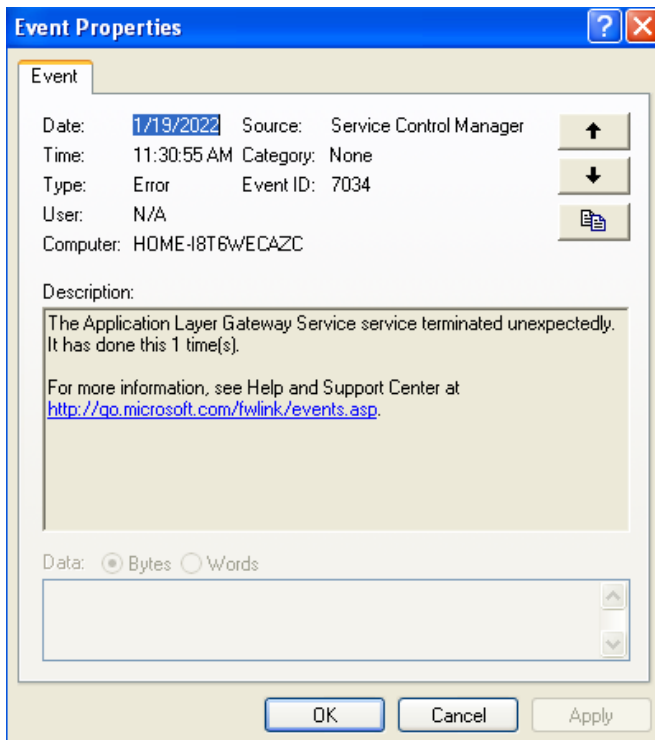 Event Properties
Event
Date: 1/19/2022 Source: Service Control Manager
Time: 11:30:55 AM Category: None
Type: Error Event ID: 7034
User: N/A
Computer: HOME-I8T6WECAZC
Description:
The Application Layer Gateway Service service terminated unexpectedly.
It has done this 1 time(s).
For more information, see Help and Support Center at
http://go.microsoft.com/fwlink/events.asp.
Data: Bytes Words
OK Cancel Apply